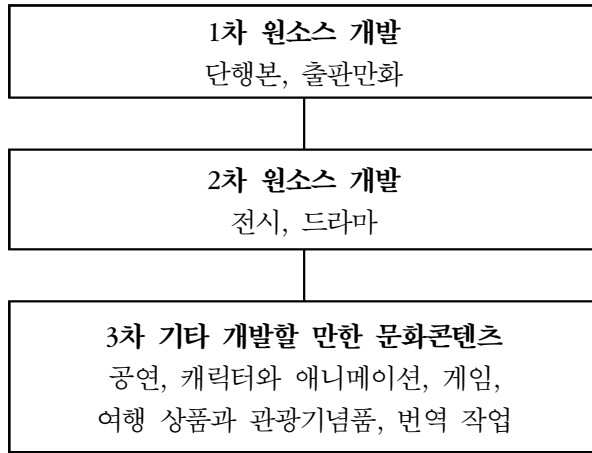 1차 원소스 개발
단행본, 출판만화
2차 원소스 개발
전시, 드라마
3차 기타 개발할 만한 문화콘텐츠
공연, 캐릭터와 애니메이션, 게임,
여행 상품과 관광기념품, 번역 작업